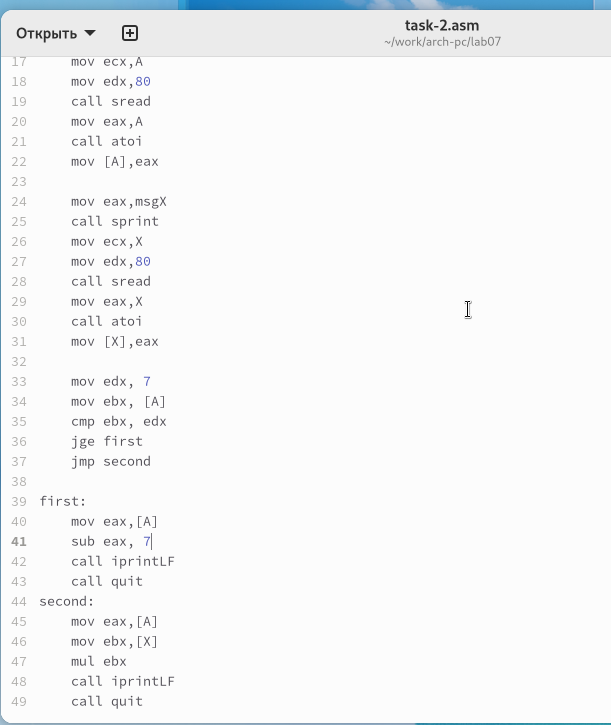 Открыть
task-2.asm
~/work/arch-pc/lab07
17 mov ecx,A
18 mov edx,80
19 call sread
20 mov eax,A
21 call atoi
22 mov [A],eax
23
24 mov eax,msgX
25 call sprint
26 mov ecx,X
27 mov edx,80
28 call sread
29 mov eax,X
30 call atoi
31 mov [X],eax
32
33 mov edx, 7
34 mov ebx, [A]
35 cmp ebx, edx
36 jge first
37 jmp second
38
39 first:
40 mov eax,[A]
41 sub eax, 7
42 call iprintLF
43 call quit
44 second:
45 mov eax,[A]
46 mov ebx,[X]
47 mul ebx
48 call iprintLF
49 call quit